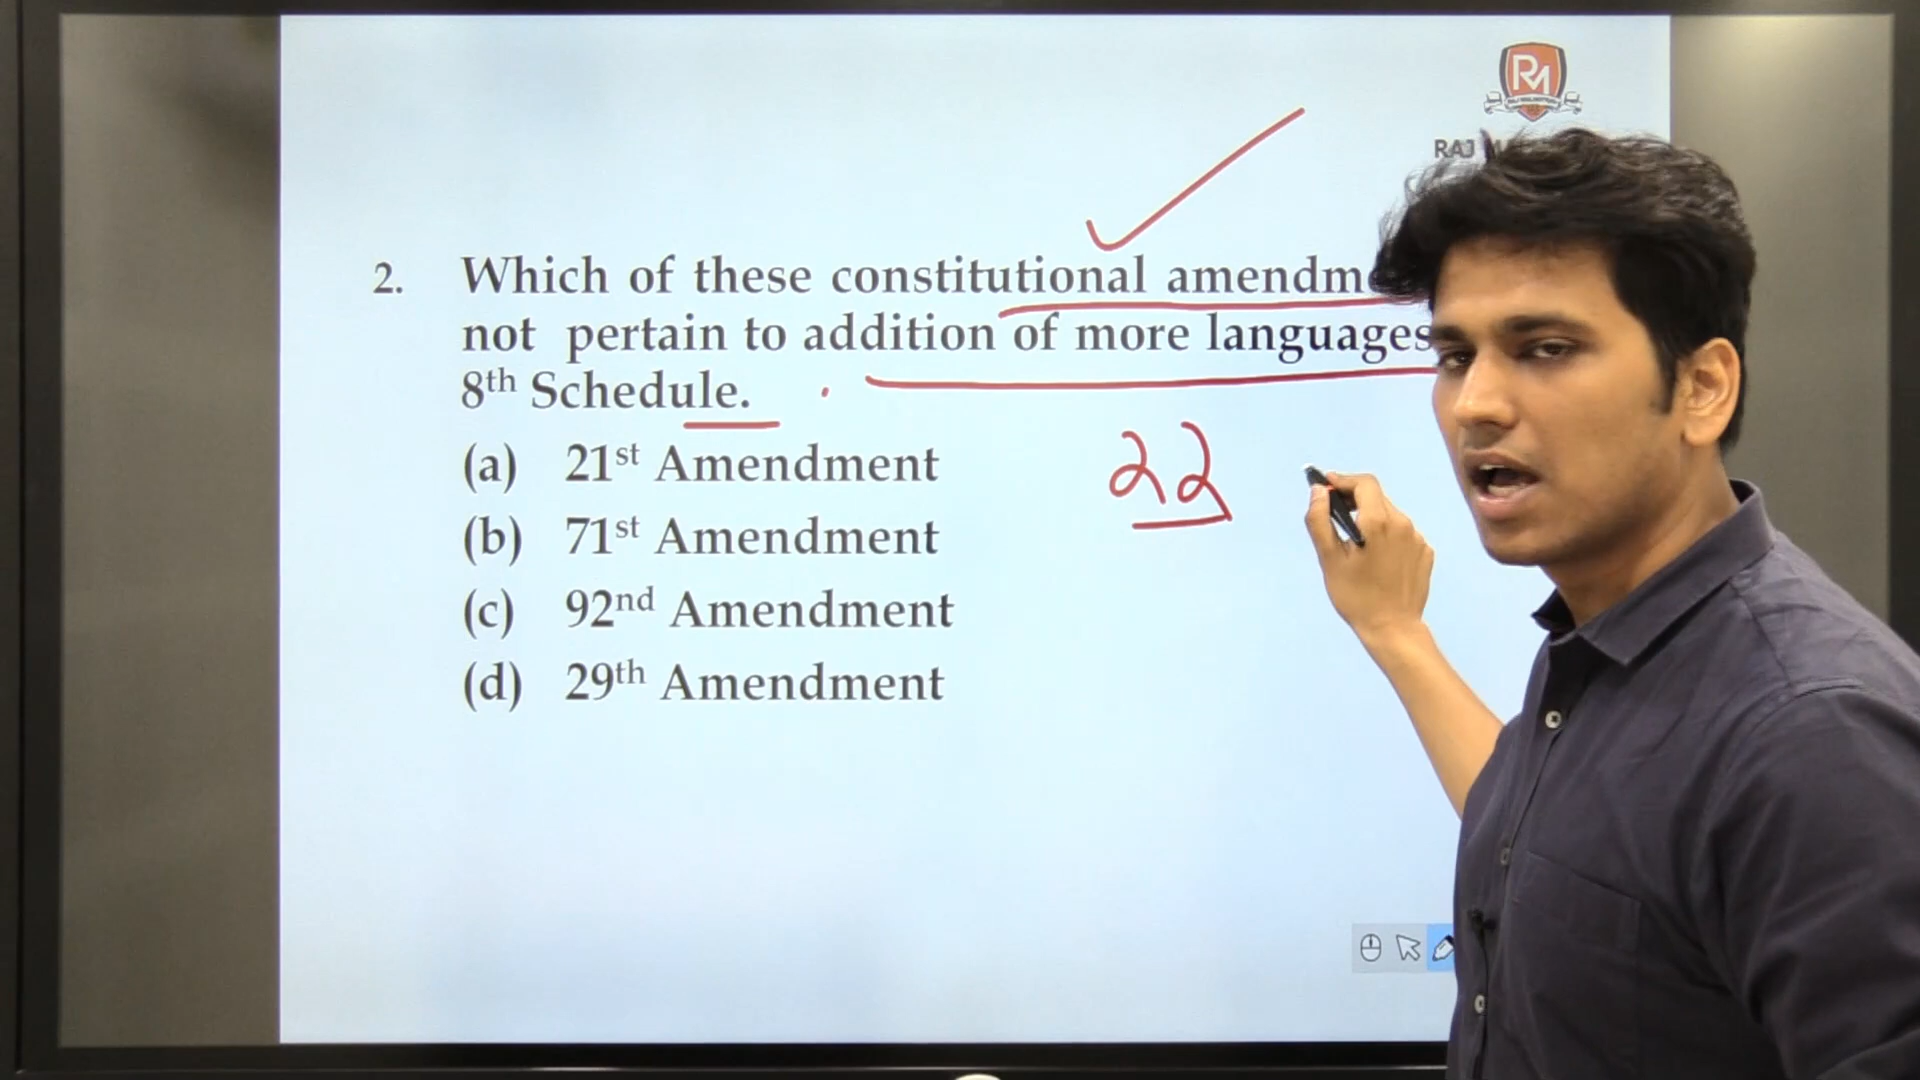 RAJ
2. Which of these constitutional
not pertain to addition of more languages
8th Schedule.
(a) 21st Amendment
22
(b) 71st Amendment
(c) 92nd Amendment
(d) 29th Amendment